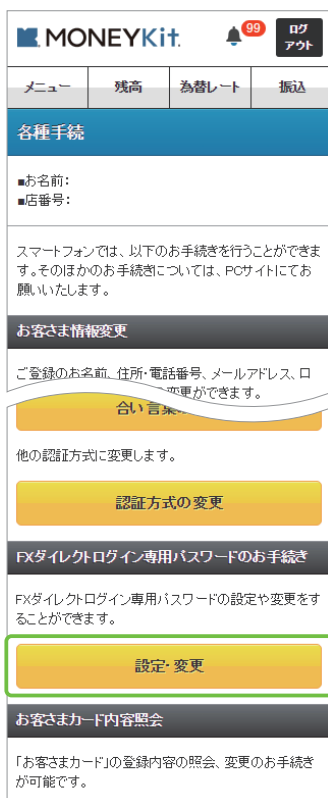 MONEYKit.
99
ログ
アウト
メニュー 残高 為替レート 振込
各種手続
■お名前:
■店番号:
スマートフォンでは、以下のお手続きを行うことができま
す。そのほかのお手続きについては、PCサイトにてお
願いいたします。
お客さま情報変更
ご登録のお名前、住所・電話番号、メールアドレス、ロ
変更ができます。
合い言葉
他の認証方式に変更します。
認証方式の変更
FXダイレクトログイン専用パスワードのお手続き
FXダイレクトログイン専用パスワードの設定や変更をす
ることができます。
設定・変更
お客さまカード内容照会
「お客さまカード」の登録内容の照会、変更のお手続き
が可能です。